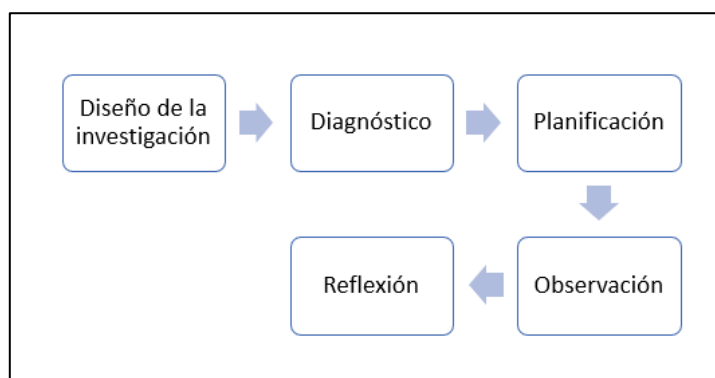 Diseño de la
investigación
Diagnóstico
Planificación
Observación
Reflexión